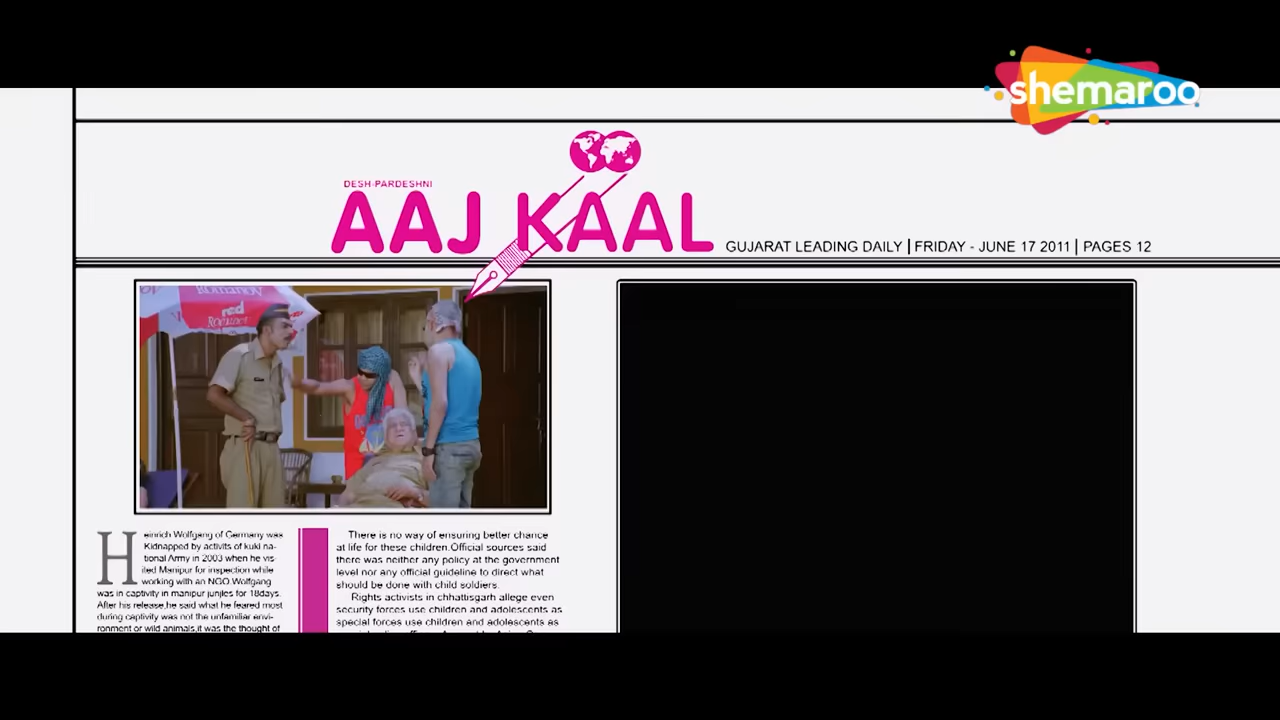 shemaroo
DESH-PARDESHNI
AAJ KAAL
GUJARAT LEADING DAILY | FRIDAY - JUNE 17 2011 | PAGES 12
Romanov
red
Romanov
Heinrich Wolfgang of Germany was
Kidnapped by activits of kuki na-
tional Army in 2003 when he vis-
ited Manipur for inspection while
working with an NGO.Wolfgang
was in captivity in manipur junjles for 18days.
After his release,he said what he feared most
during captivity was not the unfamiliar envi-
ronment or wild animals,it was the thought of
There is no way of ensuring better chance
at life for these children.Official sources said
there was neither any policy at the government
level nor any official guideline to direct what
should be done with child soldiers.
Rights activists in chhattisgarh allege even
security forces use children and adolescents as
special forces use children and adolescents as